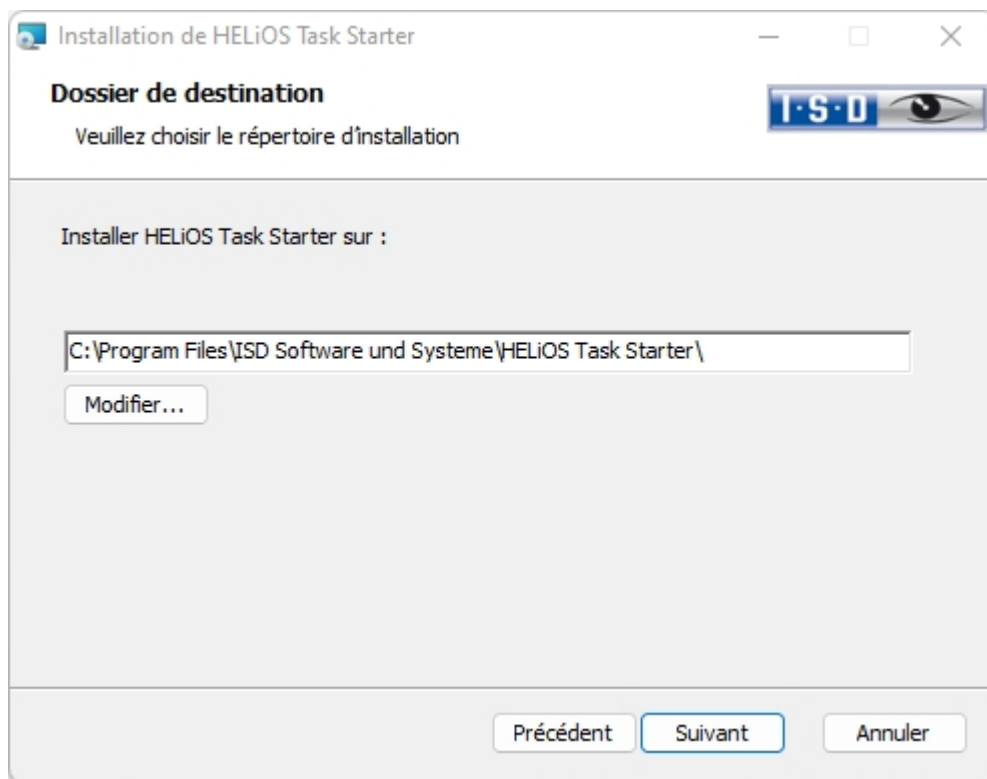 Installation de HELiOS Task Starter
Dossier de destination
Veuillez choisir le répertoire d'installation
I·S·D
Installer HELiOS Task Starter sur :
C:\Program Files\ISD Software und Systeme\HELiOS Task Starter\
Modifier...
Précédent Suivant Annuler